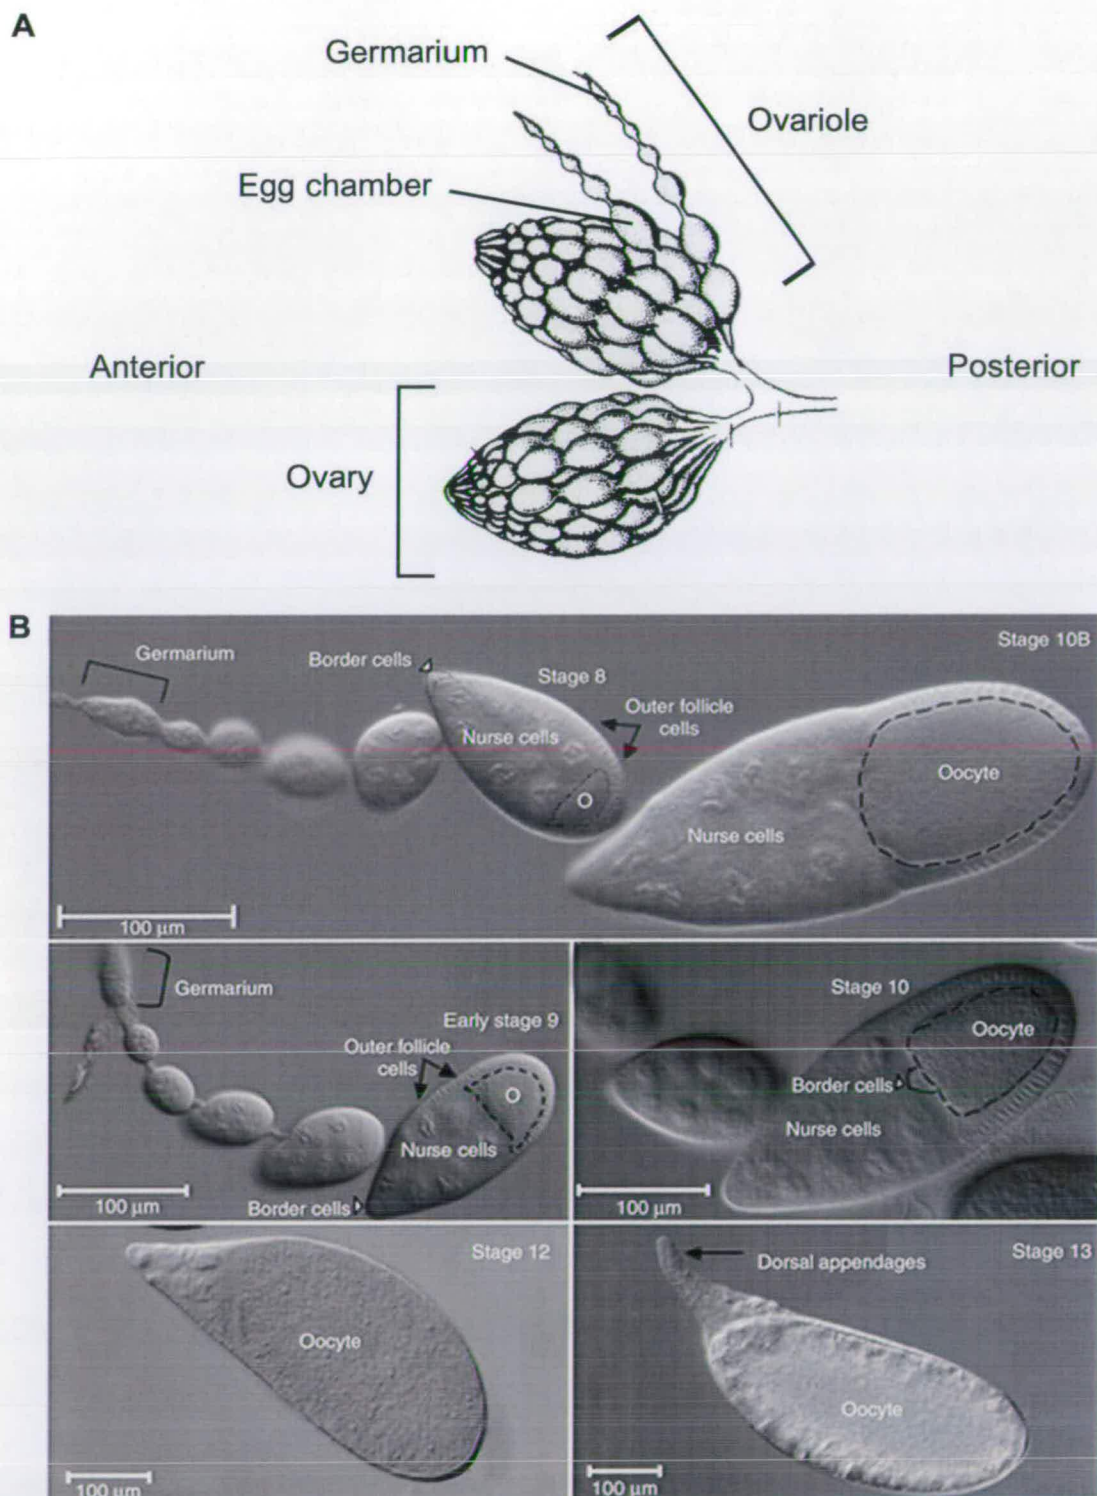 A
Germarium
Ovariole
Egg chamber
Anterior
Posterior
Ovary
B
Germarium
Border cells
Stage 8
Stage 10B
Outer follicle
cells
Nurse cells
O
Oocyte
Nurse cells
100 µm
Germarium
Early stage 9
Outer follicle
cells
O
Nurse cells
Border cells
100 µm
Stage 10
Oocyte
Border cells
Nurse cells
100 µm
Stage 12
Oocyte
100 µm
Stage 13
Dorsal appendages
Oocyte
100 µm